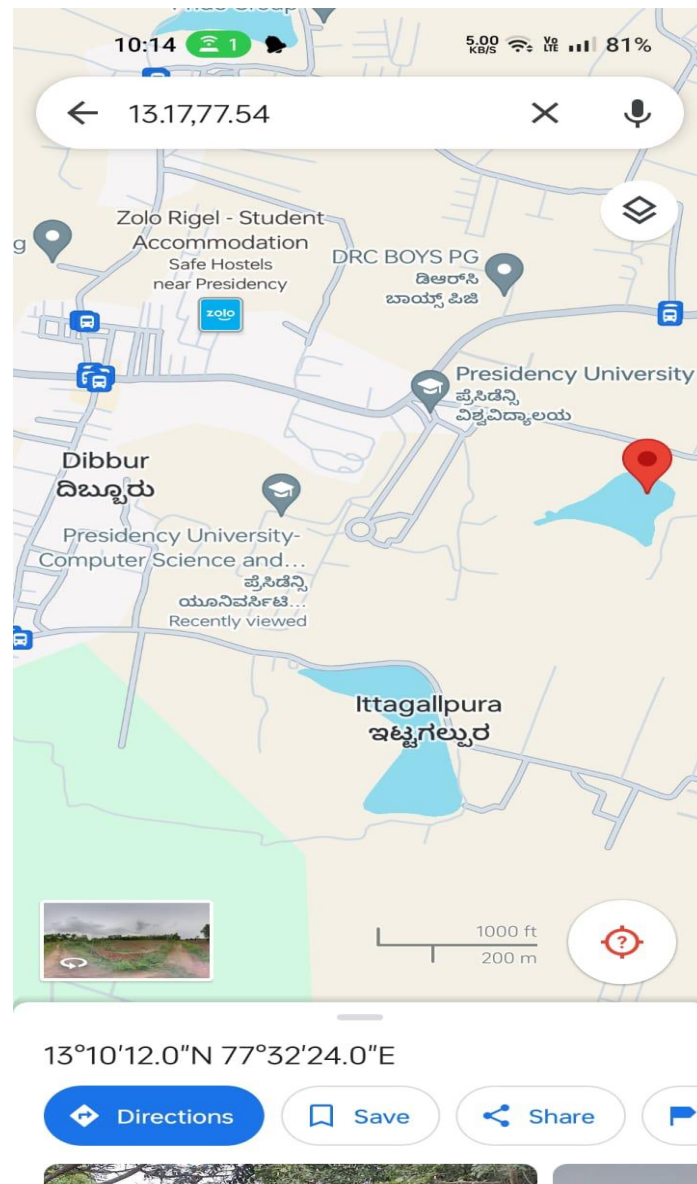 10:14
1
5.00
KB/S
Vo
LTE
81%
13.17,77.54
Zolo Rigel - Student
Accommodation
Safe Hostels
near Presidency
zolo
g
DRC BOYS PG
ಡಿಆರ್‌ಸಿ
ಬಾಯ್ಸ್ ಪಿಜಿ
Presidency University
ಪ್ರೆಸಿಡೆನ್ಸಿ
ವಿಶ್ವವಿದ್ಯಾಲಯ
Dibbur
ದಿಬ್ಬೂರು
Presidency University-
Computer Science and...
ಪ್ರೆಸಿಡೆನ್ಸಿ
ಯೂನಿವರ್ಸಿಟಿ...
Recently viewed
Ittagallpura
ಇಟ್ಟಗಲ್ಪುರ
1000 ft
200 m
?
13°10'12.0"N 77°32'24.0"E
Directions
Save
Share